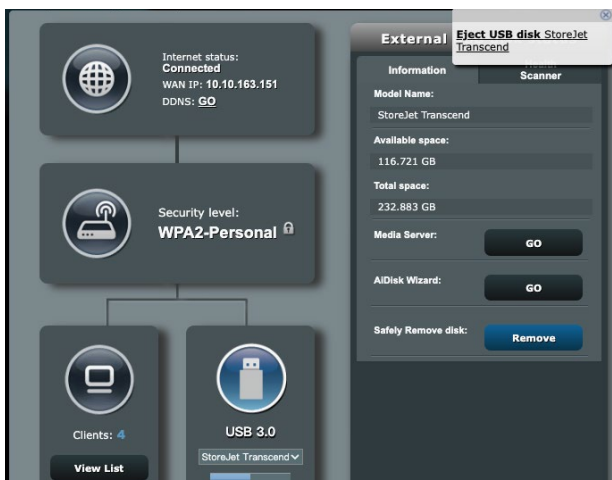 Internet status:
Connected
WAN IP: 10.10.163.151
DDNS: GO
Security level:
WPA2-Personal
Clients: 4
View List
USB 3.0
StoreJet Transcend
External
Eject USB disk StoreJet
Transcend
Information
Scanner
Model Name:
StoreJet Transcend
Available space:
116.721 GB
Total space:
232.883 GB
Media Server:
GO
AiDisk Wizard:
GO
Safely Remove disk:
Remove